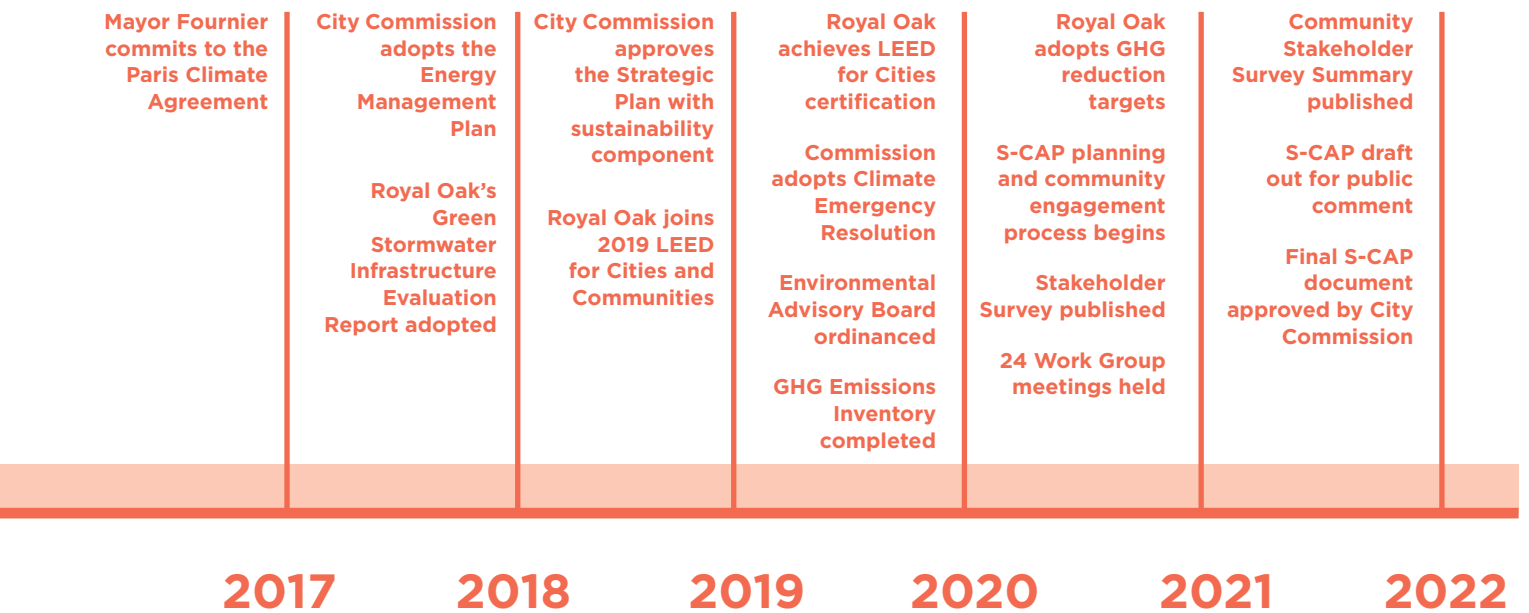 Mayor Fournier
commits to the
Paris Climate
Agreement
City Commission
adopts the
Energy
Management
Plan
Royal Oak’s
Green
Stormwater
Infrastructure
Evaluation
Report adopted
City Commission
approves
the Strategic
Plan with
sustainability
component
Royal Oak joins
2019 LEED
for Cities and
Communities
Royal Oak
achieves LEED
for Cities
certification
Commission
adopts Climate
Emergency
Resolution
Environmental
Advisory Board
ordinanced
GHG Emissions
Inventory
completed
Royal Oak
adopts GHG
reduction
targets
S-CAP planning
and community
engagement
process begins
Stakeholder
Survey published
24 Work Group
meetings held
Community
Stakeholder
Survey Summary
published
S-CAP draft
out for public
comment
Final S-CAP
document
approved by City
Commission
2017
2018
2019
2020
2021
2022